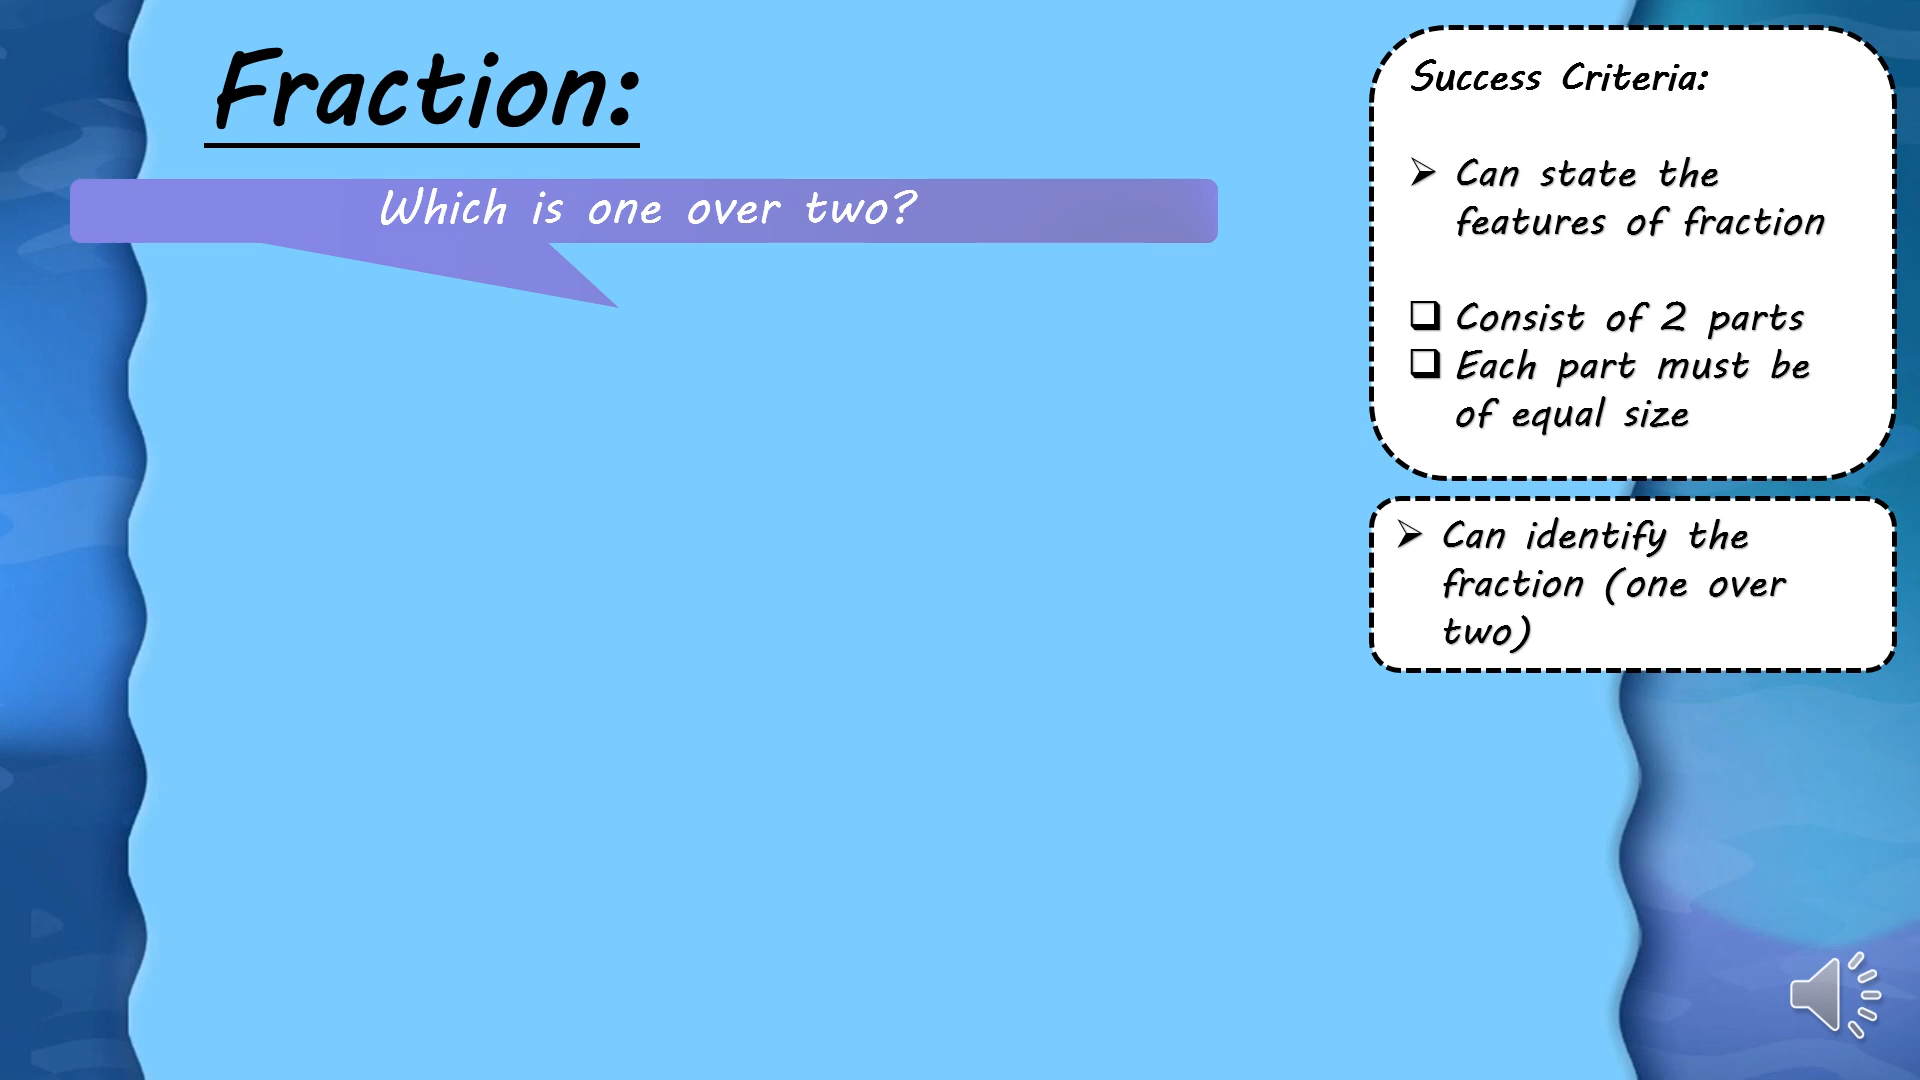 Fraction:
Which is one over two?
Success Criteria:
➢ Can state the
features of fraction
❑ Consist of 2 parts
❑ Each part must be
of equal size
➢ Can identify the
fraction (one over
two)